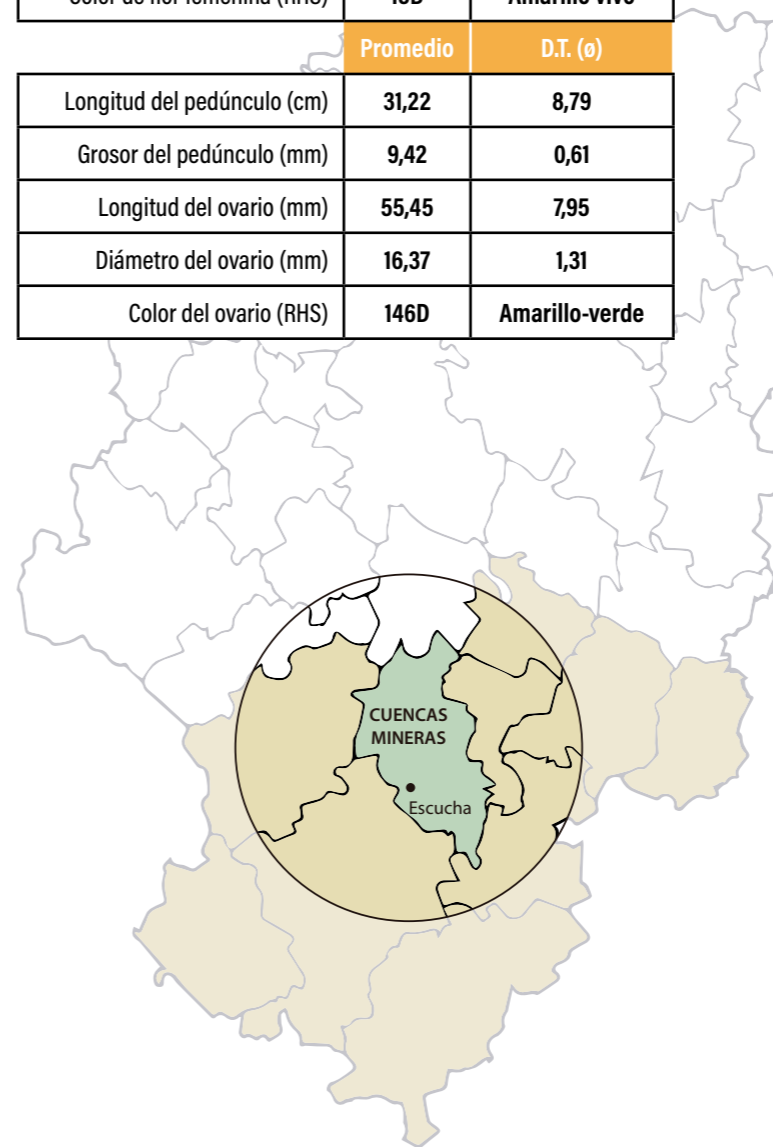 Promedio D.T. (ø)
Longitud del pedúnculo (cm) 31,22 8,79
Grosor del pedúnculo (mm) 9,42 0,61
Longitud del ovario (mm) 55,45 7,95
Diámetro del ovario (mm) 16,37 1,31
Color del ovario (RHS) 146D Amarillo-verde
CUENCAS
MINERAS
Escucha